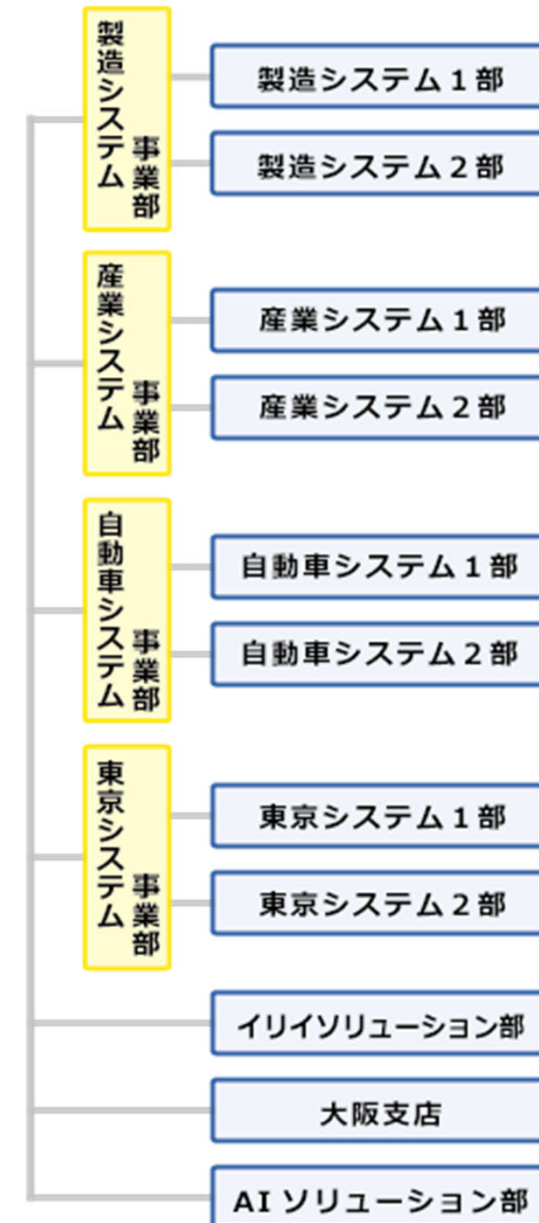 製造システム
事業部
製造システム1部
製造システム2部
産業システム
事業部
産業システム1部
産業システム2部
自動車システム
事業部
自動車システム1部
自動車システム2部
東京システム
事業部
東京システム1部
東京システム2部
イリイソリューション部
大阪支店
AI ソリューション部